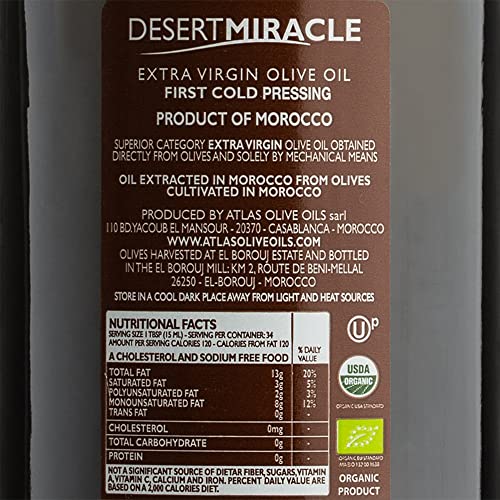 DESERTMIRACLE
EXTRA VIRGIN OLIVE OIL
FIRST COLD PRESSING
PRODUCT OF MOROCCO
SUPERIOR CATEGORY EXTRA VIRGIN OLIVE OIL OBTAINED
DIRECTLY FROM OLIVES AND SOLELY BY MECHANICAL MEANS
OIL EXTRACTED IN MOROCCO FROM OLIVES
CULTIVATED IN MOROCCO
PRODUCED BY ATLAS OLIVE OILS sarl
110 BD.YACOUB EL MANSOUR - 20370 - CASABLANCA - MOROCCO
WWW.ATLASOLIVEOILS.COM
OLIVES HARVESTED AT EL BOROUJ ESTATE AND BOTTLED
IN THE EL BOROUJ MILL: KM 2, ROUTE DE BENI-MELLAL
26250 - EL-BOROUJ - MOROCCO
STORE IN A COOL DARK PLACE AWAY FROM LIGHT AND HEAT SOURCES
NUTRITIONAL FACTS
SERVING SIZE 1 TBSP (15 ML) - SERVING PER CONTAINER: 34
AMOUNT PER SERVING CALORIES 120 - CALORIES FAT 120
A CHOLESTEROL AND SODIUM FREE FOOD
% DAILY
VALUE
TOTAL FAT 13g 20%
SATURATED FAT 5%
POLYUNSATURATED FAT 3%
MONOUNSATURATED FAT 12%
TRANS FAT 0g -
CHOLESTEROL 0mg -
TOTAL CARBOHYDRATE 0g -
PROTEIN 0g -
NOT A SIGNIFICANT SOURCE OF DIETAR FIBER, SUGARS, VITAMIN
A, VITAMIN C, CALCIUM AND IRON. PERCENT DAILY VALUE ARE
BASED ON A 2,000 CALORIES DIET
U P
USDA
ORGANIC
ORGANIC
PRODUCT